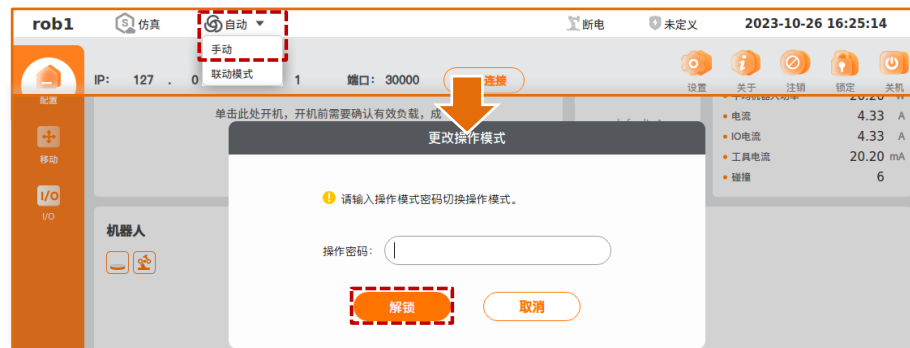 rob1 仿真 自动 断电 未定义 2023-10-26 16:25:14
手动
联动模式
IP: 127 . 0 1 端口: 30000 连接
设置 关于 注销 锁定 关机
配置
移动
I/O
I/O
单击此处开机，开机前需要确认有效负载，成
电流 4.33 A
IO电流 4.33 A
工具电流 20.20 mA
碰撞 6
更改操作模式
请输入操作模式密码切换操作模式。
操作密码:
解锁 取消
机器人